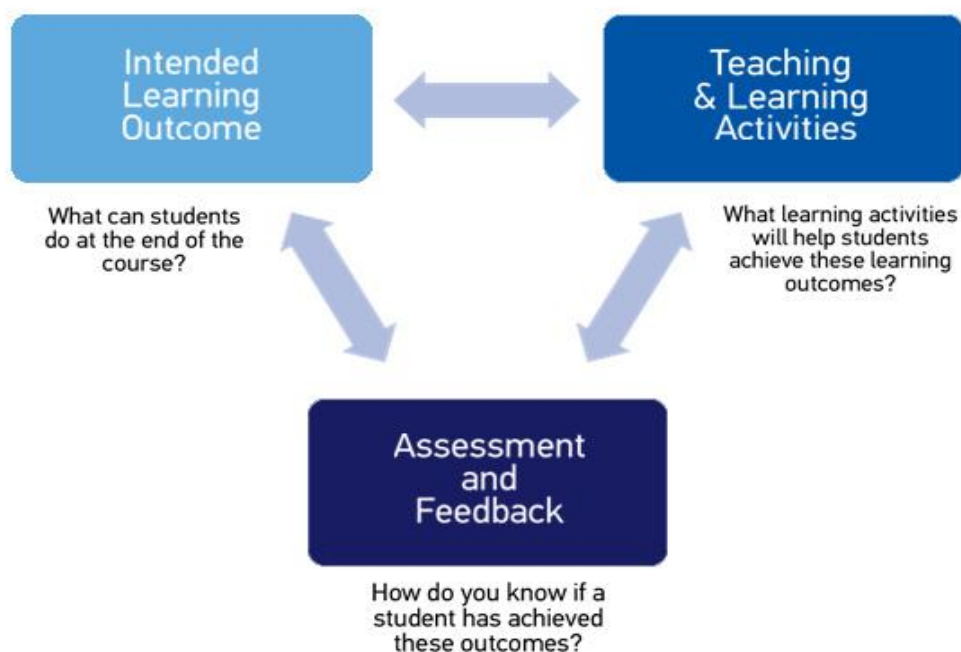 Intended
Learning
Outcome
What can students
do at the end of the
course?
Teaching
& Learning
Activities
What learning activities
will help students
achieve these learning
outcomes?
Assessment
and
Feedback
How do you know if a
student has achieved
these outcomes?